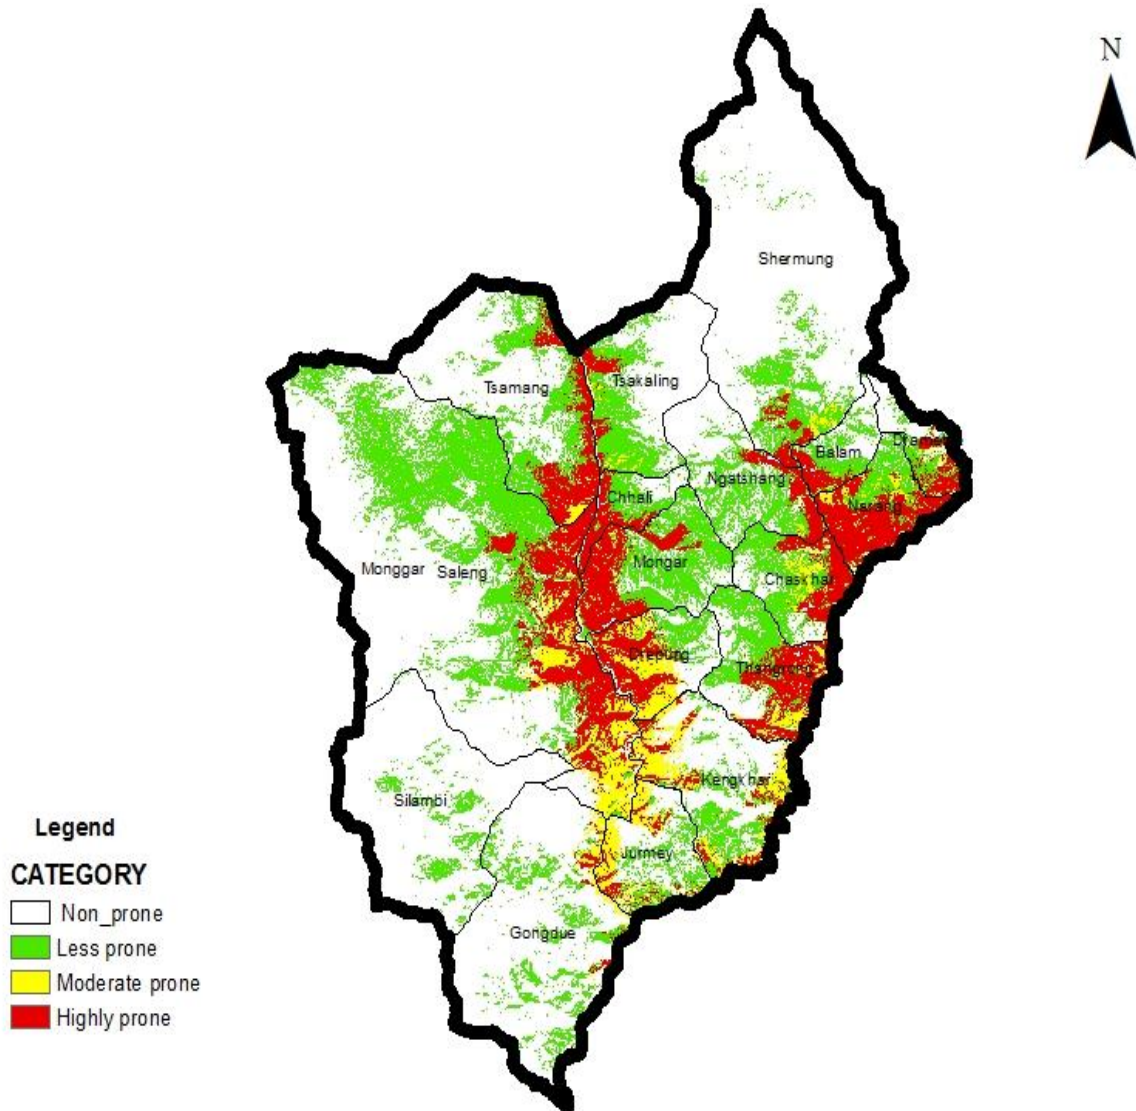 N
Shermung
Tsamang
Tsakaling
Balam
Ngatshang
Chhali
Narang
Monggar
Saleng
Mongar
Chaskhar
Drepung
Thangrong
Kengkhar
Silambi
Jurmey
Gongdue
Legend
CATEGORY
Non_prone
Less prone
Moderate prone
Highly prone